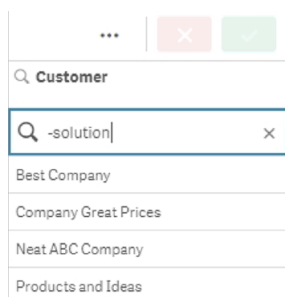 Customer
-solution
Best Company
Company Great Prices
Neat ABC Company
Products and Ideas